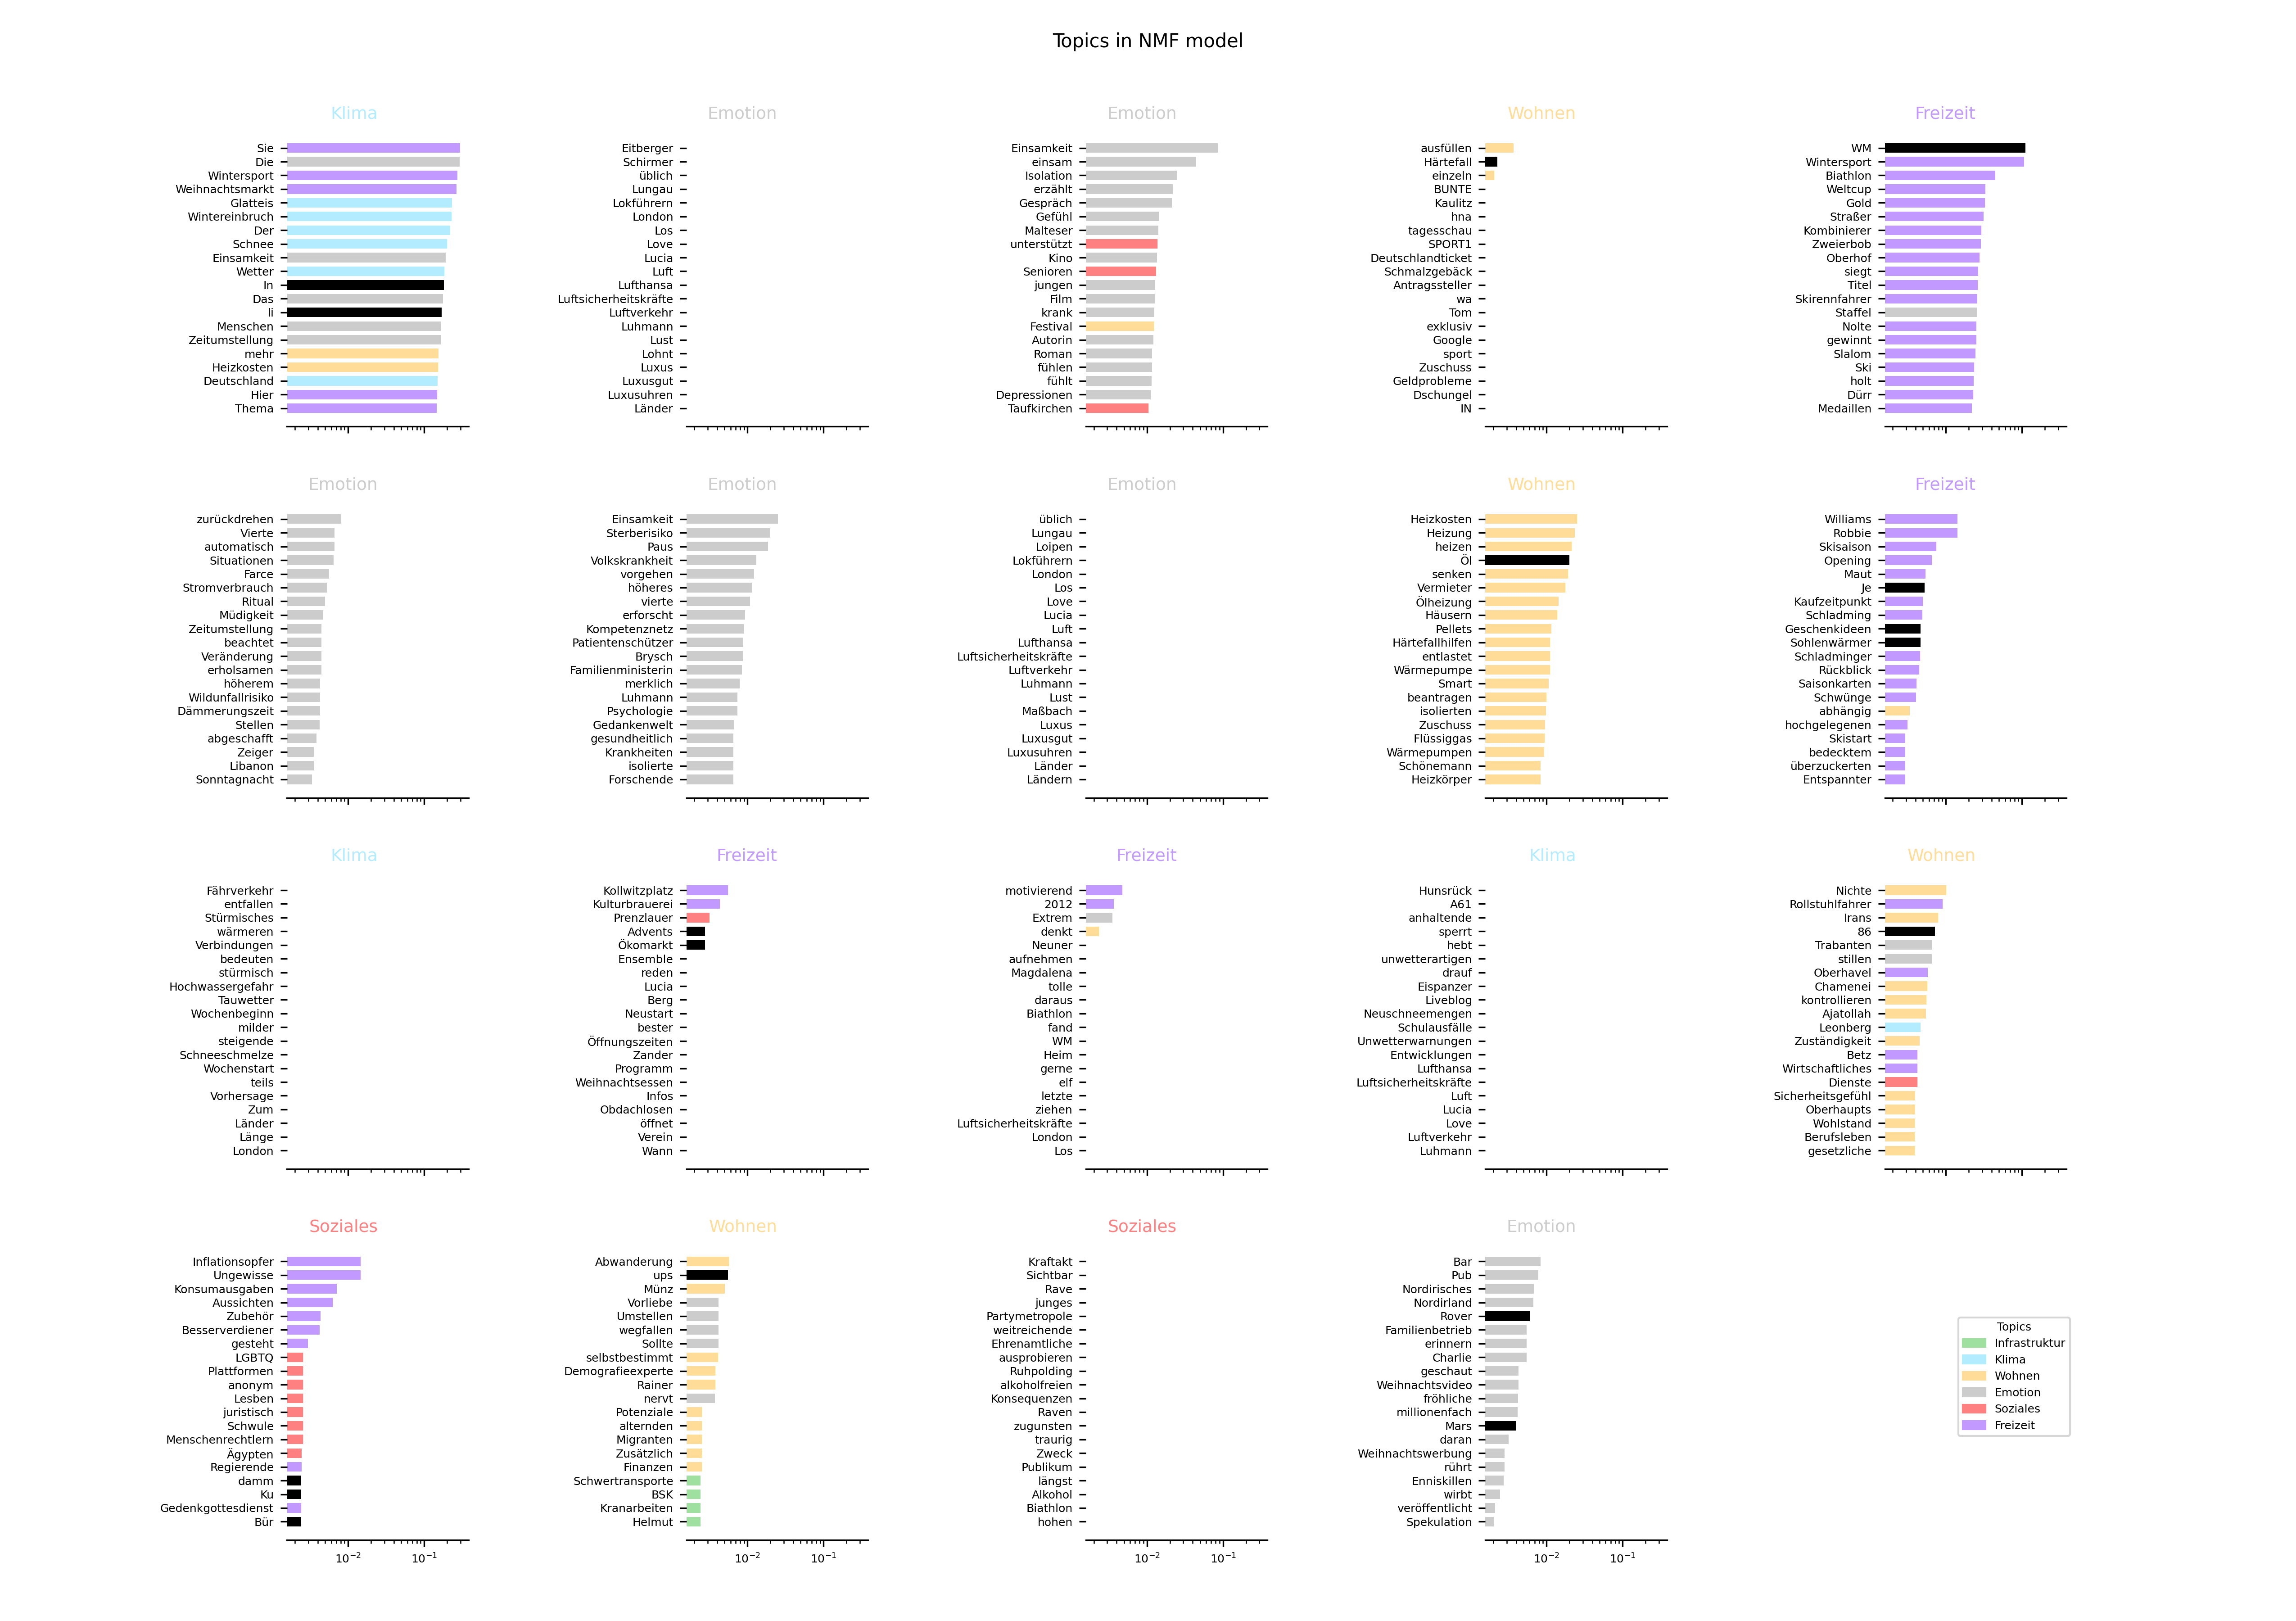 Topics in NMF model
Klima
Sie
Die
Wintersport
Weihnachtsmarkt
Glatteis
Wintereinbruch
Der
Schnee
Einsamkeit
Wetter
In
Das
li
Menschen
Zeitumstellung
mehr
Heizkosten
Deutschland
Hier
Thema
Emotion
Eitberger
Schirmer
üblich
Lungau
Lokführern
London
Los
Love
Lucia
Luft
Lufthansa
Luftsicherheitskräfte
Luftverkehr
Luhmann
Lust
Lohnt
Luxus
Luxusgut
Luxusuhren
Länder
Emotion
Einsamkeit
einsam
Isolation
erzählt
Gespräch
Gefühl
Malteser
unterstützt
Kino
Senioren
jungen
Film
krank
Festival
Autorin
Roman
fühlen
fühlt
Depressionen
Taufkirchen
Wohnen
ausfüllen
Härtefall
einzeln
BUNTE
Kaulitz
hna
tagesschau
SPORT1
Deutschlandticket
Schmalzgebäck
Antragssteller
wa
Tom
exklusiv
Google
sport
Zuschuss
Geldprobleme
Dschungel
IN
Freizeit
WM
Wintersport
Biathlon
Weltcup
Gold
Straßer
Kombinierer
Zweierbob
Oberhof
siegt
Titel
Skirennfahrer
Staffel
Nolte
gewinnt
Slalom
Ski
holt
Dürr
Medaillen
Emotion
zurückdrehen
Vierte
automatisch
Situationen
Farce
Stromverbrauch
Ritual
Müdigkeit
Zeitumstellung
beachtet
Veränderung
erholsamen
höherem
Wildunfallrisiko
Dämmerungszeit
Stellen
abgeschafft
Zeiger
Libanon
Sonntagnacht
Emotion
Einsamkeit
Sterberisiko
Paus
Volkskrankheit
vorgehen
höheres
vierte
erforscht
Kompetenznetz
Patientenschützer
Brysch
Familienministerin
merklich
Luhmann
Psychologie
Gedankenwelt
gesundheitlich
Krankheiten
isolierte
Forschende
Emotion
üblich
Lungau
Loipen
Lokführern
London
Los
Love
Lucia
Luft
Lufthansa
Luftsicherheitskräfte
Luftverkehr
Luhmann
Lust
Maßbach
Luxus
Luxusgut
Luxusuhren
Länder
Ländern
Wohnen
Heizkosten
Heizung
heizen
Öl
senken
Vermieter
Ölheizung
Häusern
Pellets
Härtefallhilfen
entlastet
Wärmepumpe
Smart
beantragen
isolierten
Zuschuss
Flüssiggas
Wärmepumpen
Schönemann
Heizkörper
Freizeit
Williams
Robbie
Skisaison
Opening
Maut
Je
Kaufzeitpunkt
Schladming
Geschenkideen
Sohlenwärmer
Schladminger
Rückblick
Saisonkarten
Schwünge
abhängig
hochgelegenen
Skistart
bedecktem
überzuckerten
Entspannter
Klima
Fährverkehr
entfallen
Stürmisches
wärmeren
Verbindungen
bedeuten
stürmisch
Hochwassergefahr
Tauwetter
Wochenbeginn
milder
steigende
Schneeschmelze
Wochenstart
teils
Vorhersage
Zum
Länder
Länge
London
Freizeit
Kollwitzplatz
Kulturbrauerei
Prenzlauer
Advents
Ökomarkt
Ensemble
reden
Lucia
Berg
Neustart
bester
Öffnungszeiten
Zander
Programm
Weihnachtsessen
Infos
Obdachlosen
öffnet
Verein
Wann
Freizeit
motivierend
2012
Extrem
denkt
Neuner
aufnehmen
Magdalena
tolle
daraus
Biathlon
fand
WM
Heim
gerne
elf
letzte
ziehen
Luftsicherheitskräfte
London
Los
Klima
Hunsrück
A61
anhaltende
sperrt
hebt
unwetterartigen
drauf
Eispanzer
Liveblog
Neuschneemengen
Schulausfälle
Unwetterwarnungen
Entwicklungen
Lufthansa
Luftsicherheitskräfte
Luft
Lucia
Love
Luftverkehr
Luhmann
Wohnen
Nichte
Rollstuhlfahrer
Irans
86
Trabanten
stillen
Oberhavel
Chamenei
kontrollieren
Ajatollah
Leonberg
Zuständigkeit
Betz
Wirtschaftliches
Dienste
Sicherheitsgefühl
Oberhaupts
Wohlstand
Berufsleben
gesetzliche
Soziales
Inflationsopfer
Ungewisse
Konsumausgaben
Aussichten
Zubehör
Besserverdiener
gesteht
LGBTQ
Plattformen
anonym
Lesben
juristisch
Schwule
Menschenrechtlern
Ägypten
Regierende
damm
Ku
Gedenkgottesdienst
Bür
10⁻² 10⁻¹
Wohnen
Abwanderung
ups
Münz
Vorliebe
Umstellen
wegfallen
Sollte
selbstbestimmt
Demografieexperte
Rainer
nervt
Potenziale
alternden
Migranten
Zusätzlich
Finanzen
Schwertransporte
BSK
Kranarbeiten
Helmut
10⁻² 10⁻¹
Soziales
Kraftakt
Sichtbar
Rave
junges
Partymetropole
weitreichende
Ehrenamtliche
ausprobieren
Ruhpolding
alkoholfreien
Konsequenzen
Raven
zugunsten
traurig
Zweck
Publikum
längst
Alkohol
Biathlon
hohen
10⁻² 10⁻¹
Emotion
Bar
Pub
Nordirisches
Nordirland
Rover
Familienbetrieb
erinnern
Charlie
geschaut
Weihnachtsvideo
fröhliche
millionenfach
Mars
daran
Weihnachtswerbung
rührt
Enniskillen
wirbt
veröffentlicht
Spekulation
10⁻² 10⁻¹
Topics
Infrastruktur
Klima
Wohnen
Emotion
Soziales
Freizeit